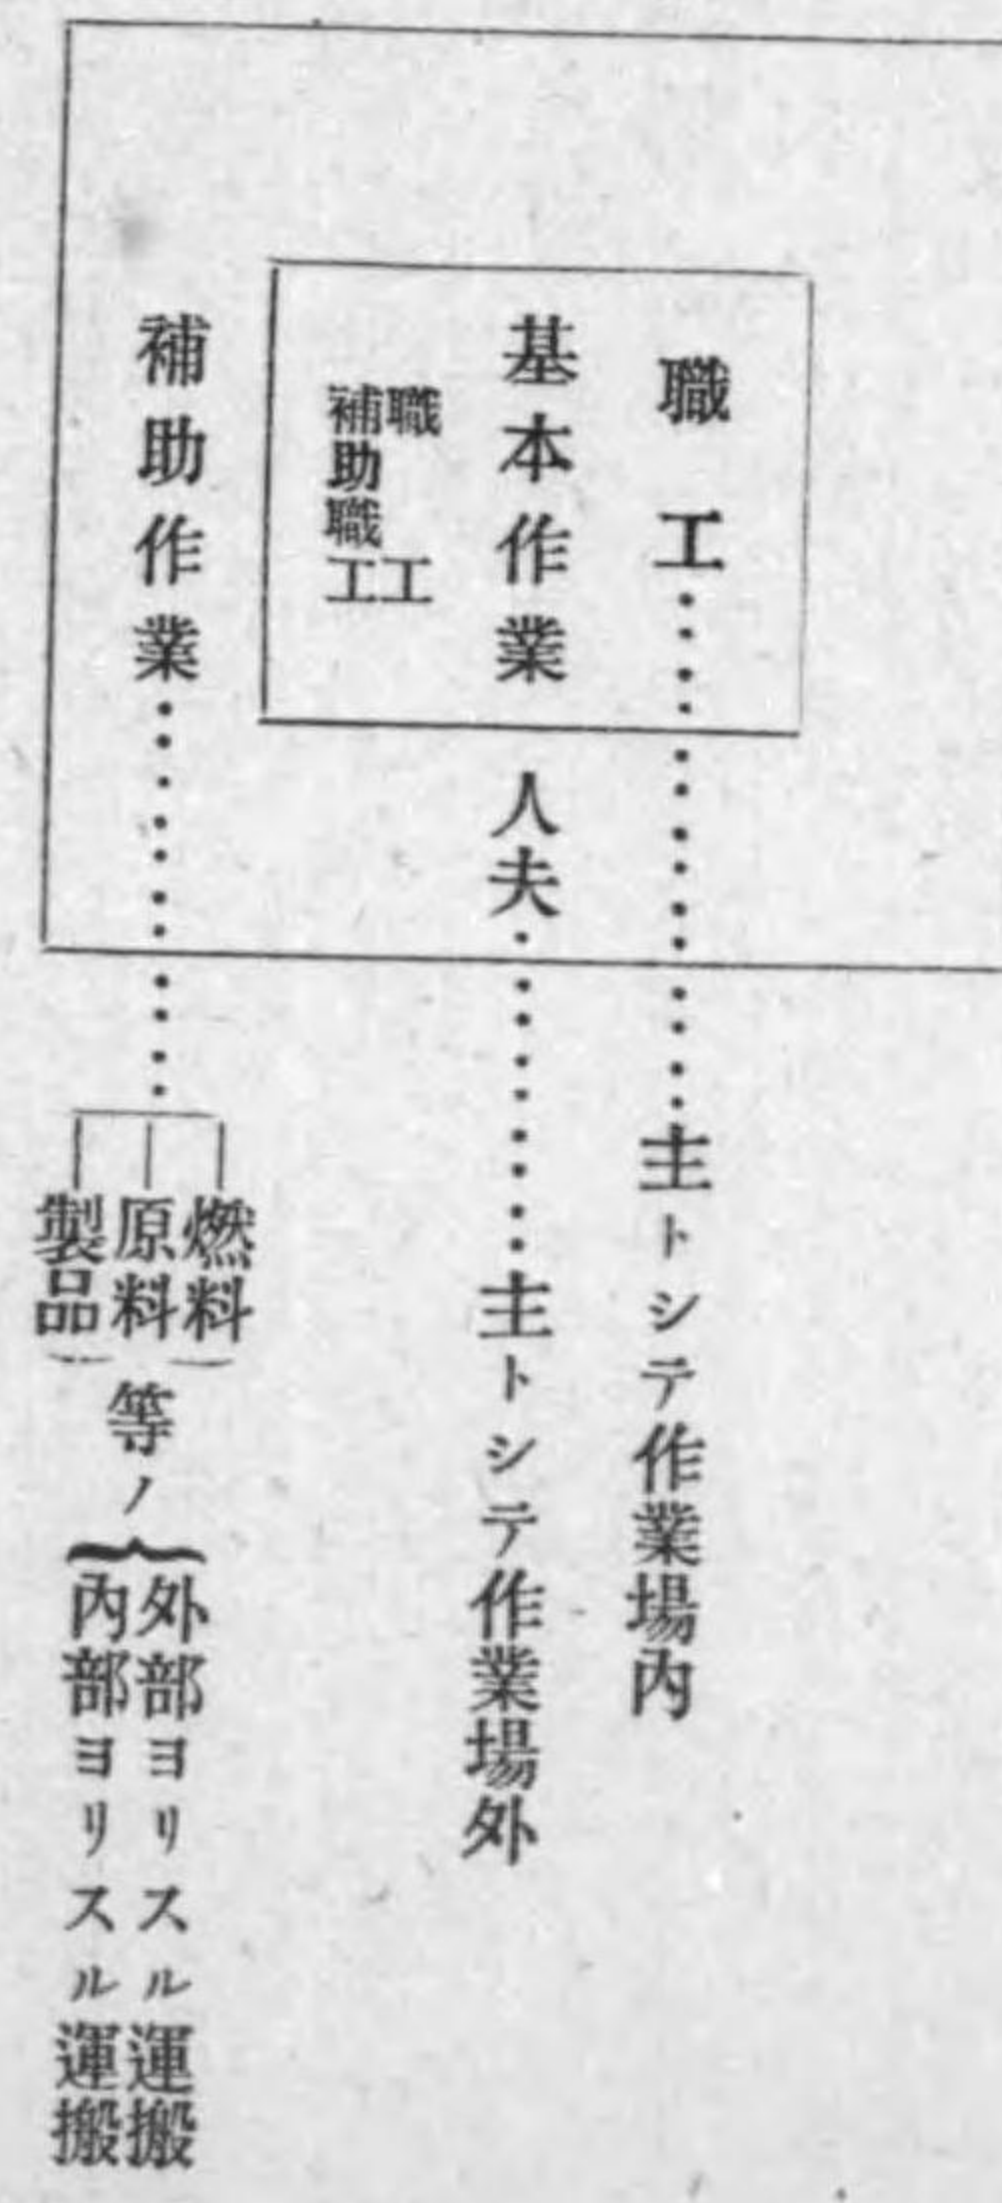 職工…………主トシテ作業場内
基本作業
職工
補助職工
人夫…………主トシテ作業場外
補助作業…………
燃料
原料
製品
等ノ
外部ヨリスル運搬
内部ヨリスル運搬